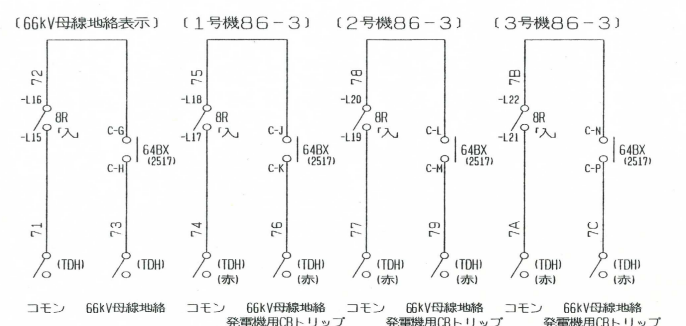 〔66kV母線地絡表示〕 〔1号機86-3〕 〔2号機86-3〕 〔3号機86-3〕
72 75 78 7B
-L16 -L18 -L20 -L22
8R 8R 8R 8R
「入」 「入」 「入」 「入」
-L15 -L17 -L19 -L21
C-G C-J C-L C-N
64BX 64BX 64BX 64BX
(2517) (2517) (2517) (2517)
C-H C-K C-M C-P
71 73 74 76 77 79 7A 7C
(TDH) (TDH) (TDH) (TDH) (TDH) (TDH) (TDH) (TDH)
(赤) (赤) (赤) (赤) (赤) (赤)
コモン 66kV母線地絡 コモン 66kV母線地絡 コモン 66kV母線地絡 コモン 66kV母線地絡
発電機用CBトリップ 発電機用CBトリップ 発電機用CBトリップ